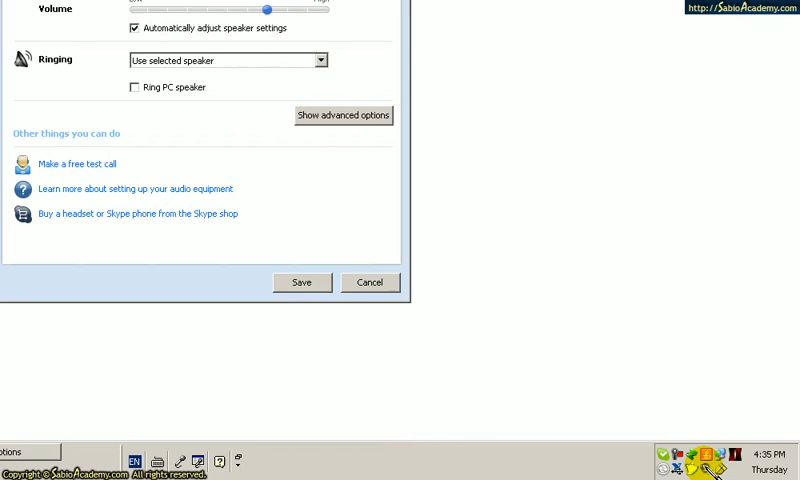 http://SabioAcademy.com
Volume
Automatically adjust speaker settings
Ringing
Use selected speaker
Ring PC speaker
Show advanced options
Other things you can do
Make a free test call
Learn more about setting up your audio equipment
Buy a headset or Skype phone from the Skype shop
Save
Cancel
ptions
EN
4:35 PM
Thursday
Copyright © SabioAcademy.com. All rights reserved.